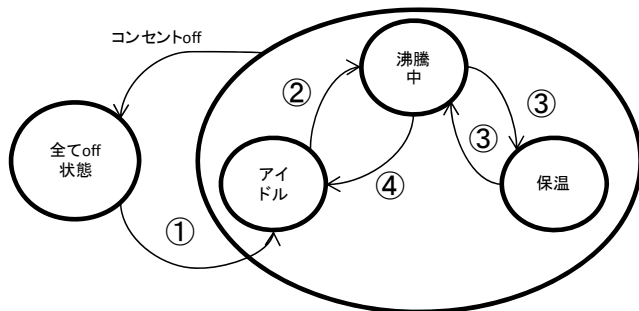 コンセントoff
沸騰
中
②
③
③
全てoff
状態
アイ
ドル
④
保温
①